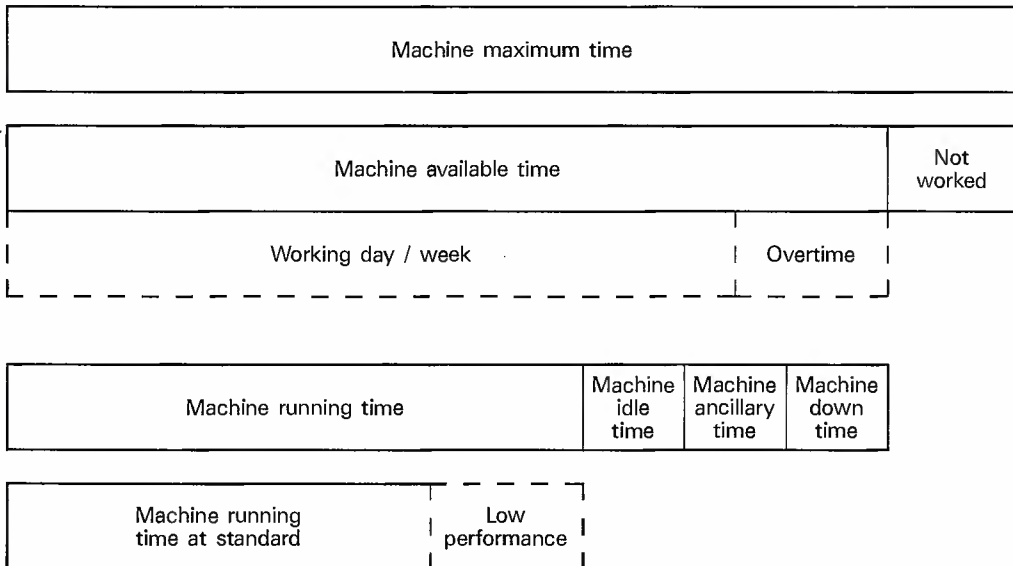 Machine maximum time
Machine available time
Not
worked
Working day / week
Overtime
Machine running time
Machine
idle
time
Machine
ancillary
time
Machine
down
time
Machine running
time at standard
Low
performance